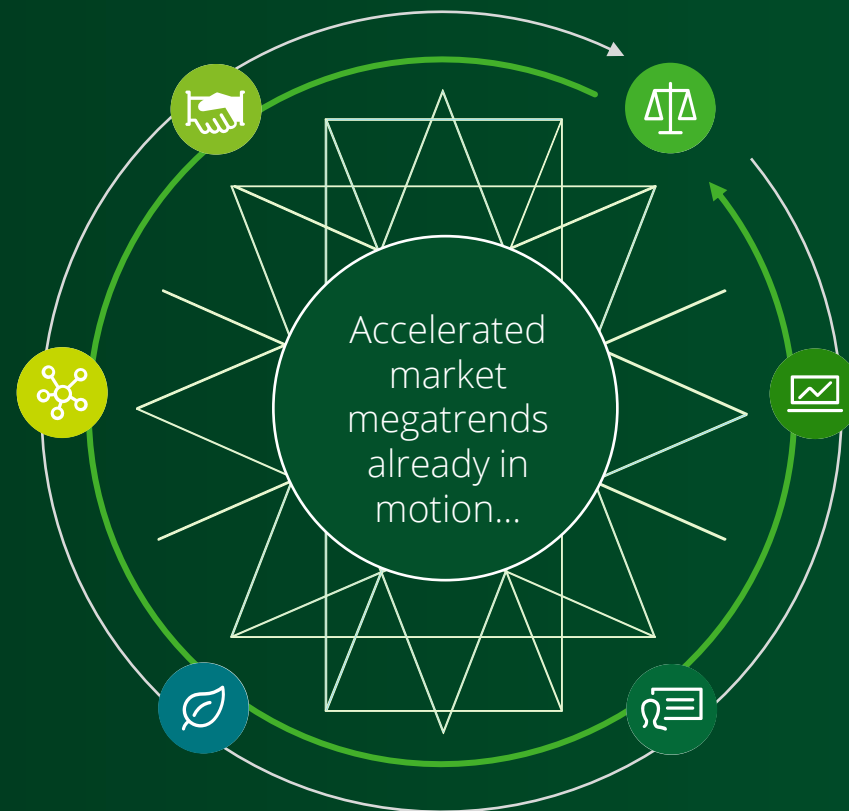 Accelerated
market
megatrends
already in
motion...